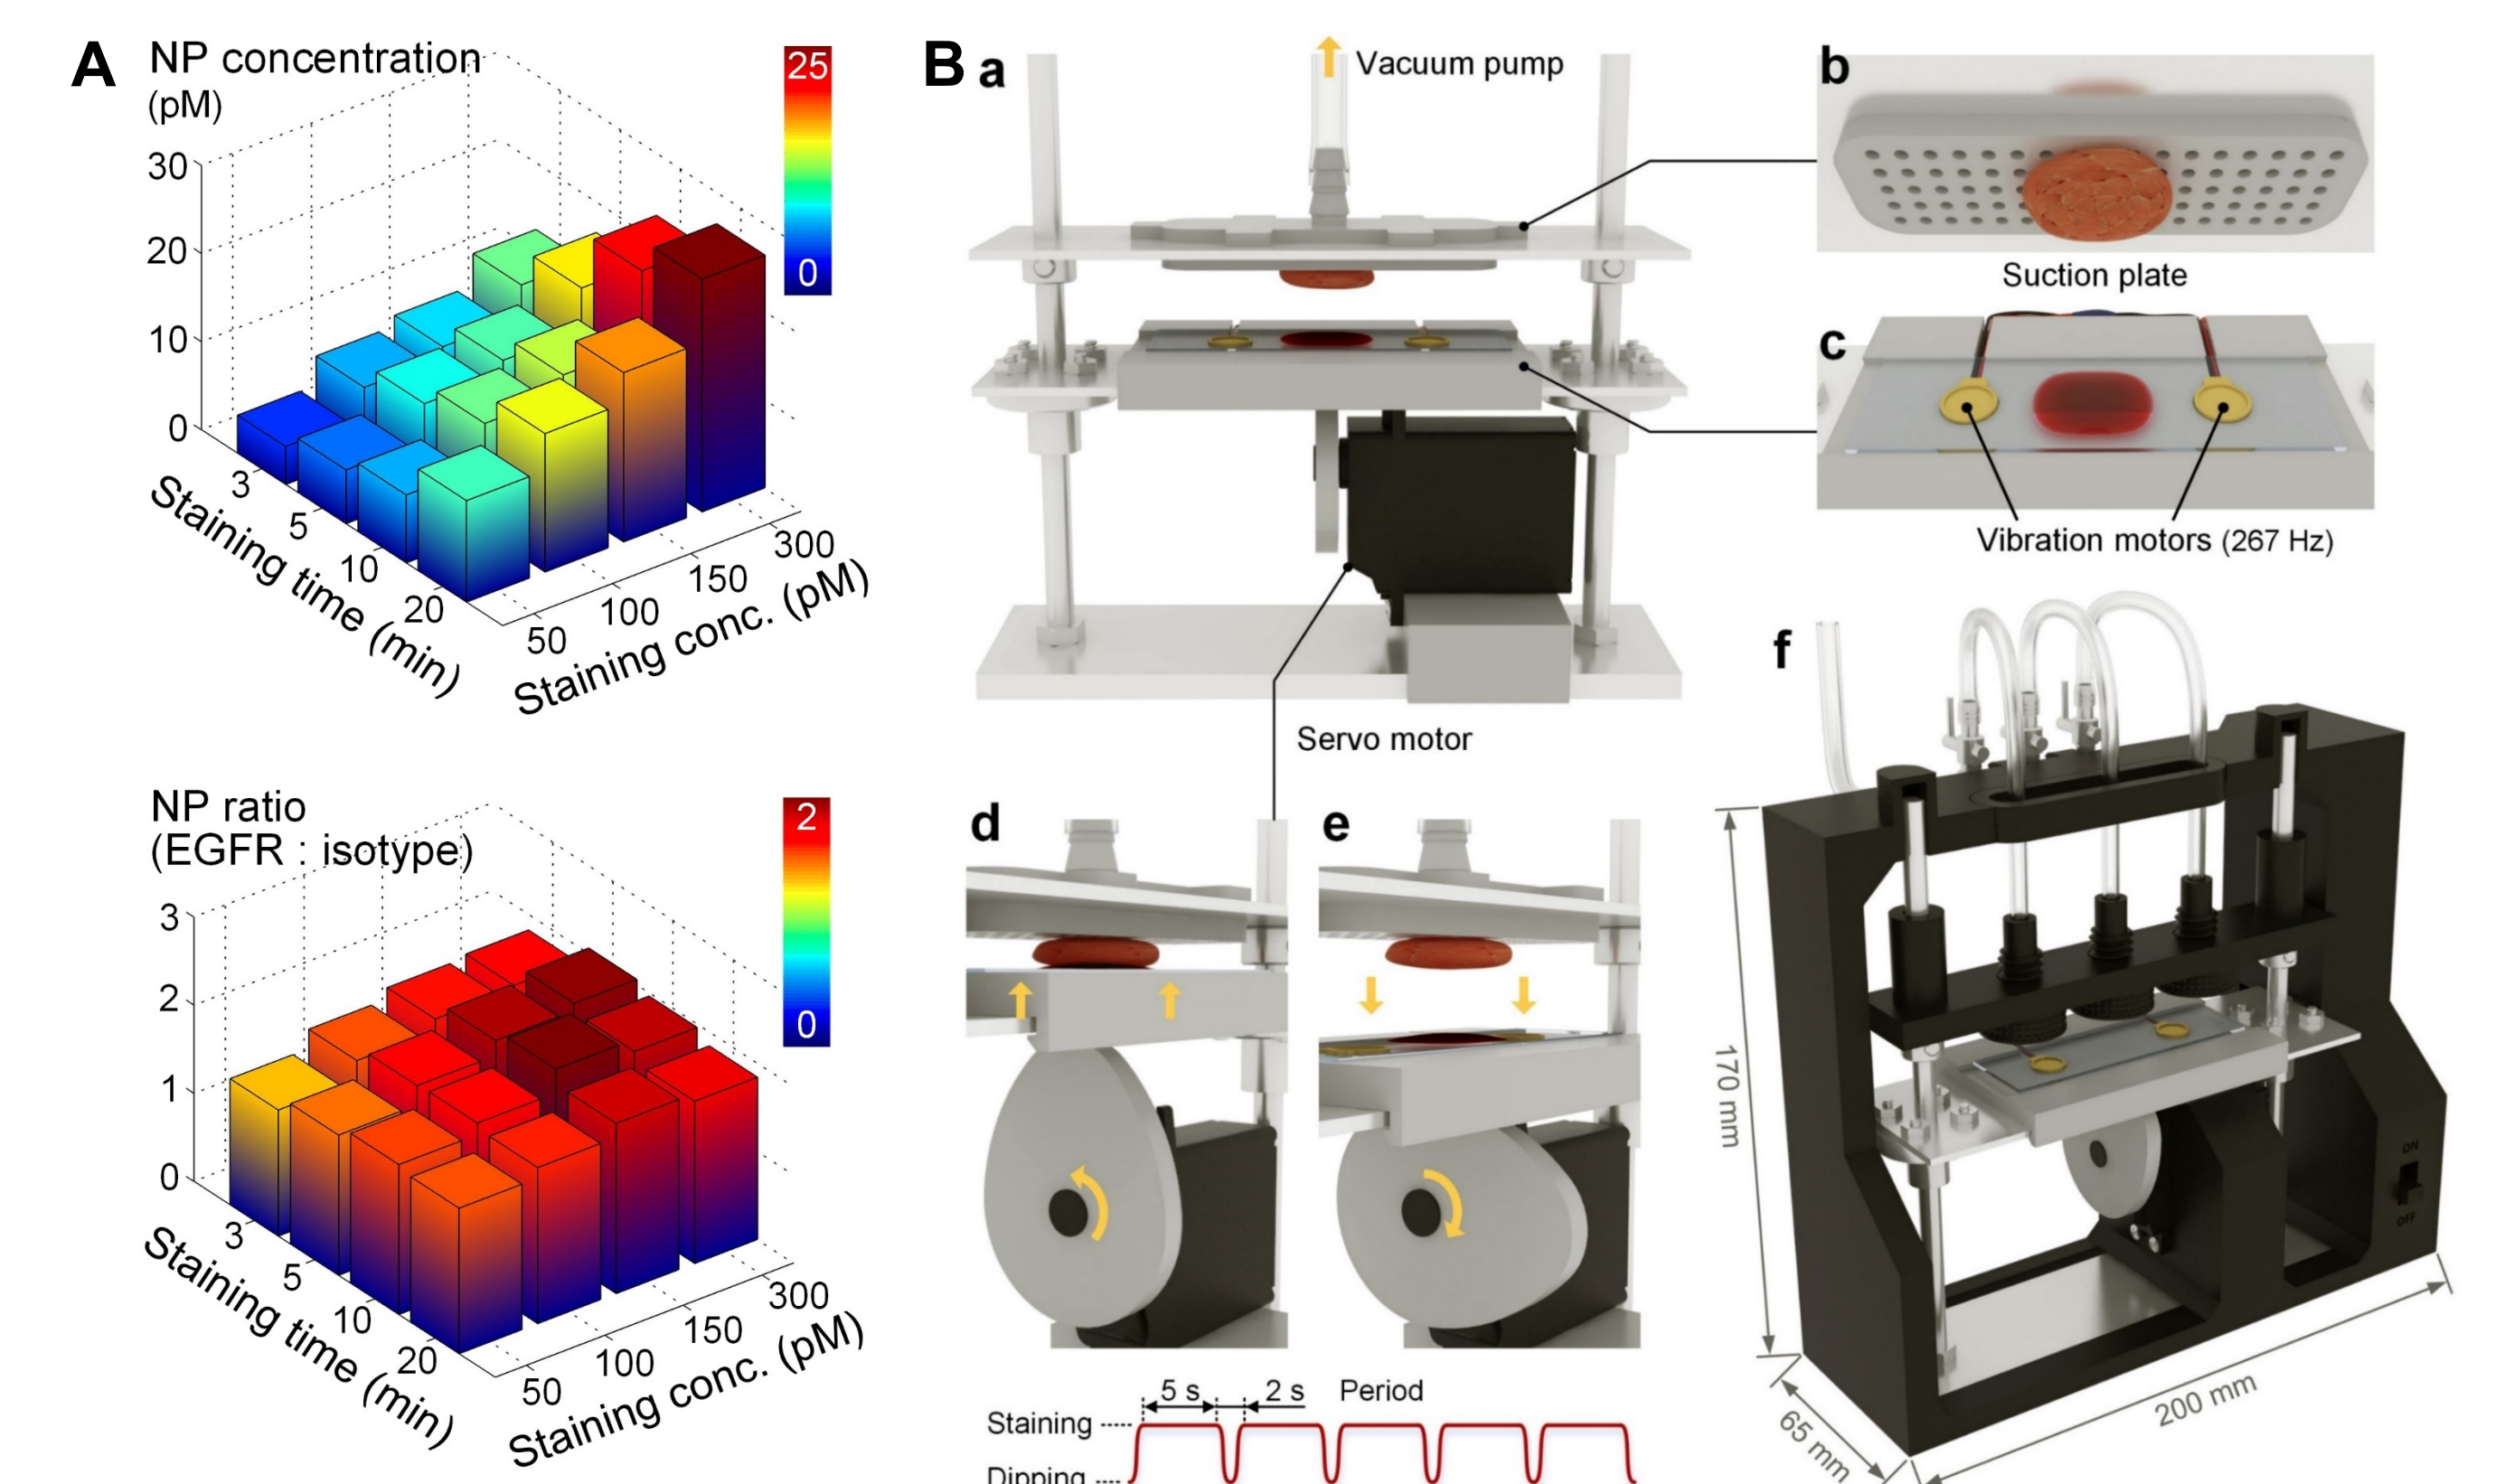 A
NP concentration
(pM)
30
20
10
0
25
0
3
5
10
20
Staining time (min)
50
100
150
300
Staining conc. (pM)
NP ratio
(EGFR : isotype)
3
2
1
0
2
0
3
5
10
20
Staining time (min)
50
100
150
300
Staining conc. (pM)
B a
Vacuum pump
b
Suction plate
c
Vibration motors (267 Hz)
Servo motor
d
e
5 s
2 s
Period
Staining
Dipping
f
170 mm
65 mm
200 mm
ON
OFF